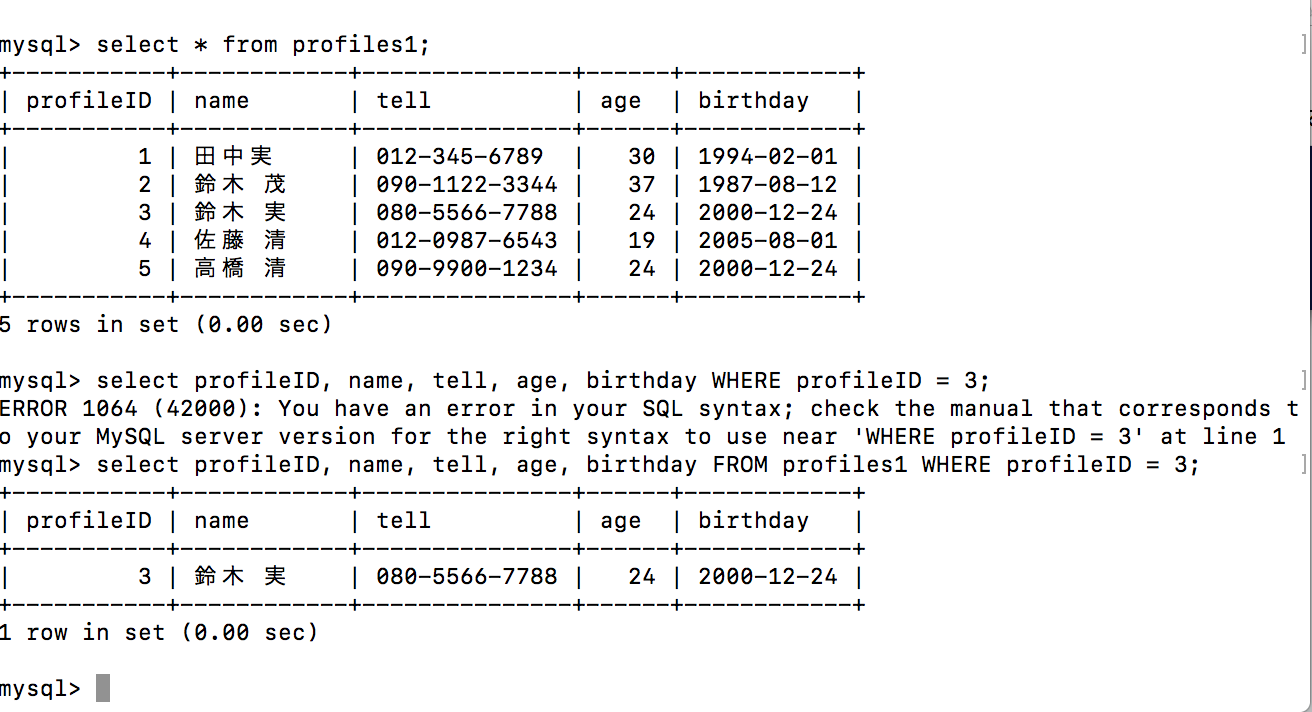 mysql> select * from profiles1;
+-----------+------------+---------------+------+------------+
| profileID | name       | tell          | age  | birthday   |
+-----------+------------+---------------+------+------------+
|         1 | 田中実     | 012-345-6789  |   30 | 1994-02-01 |
|         2 | 鈴木 茂    | 090-1122-3344 |   37 | 1987-08-12 |
|         3 | 鈴木 実    | 080-5566-7788 |   24 | 2000-12-24 |
|         4 | 佐藤 清    | 012-0987-6543 |   19 | 2005-08-01 |
|         5 | 高橋 清    | 090-9900-1234 |   24 | 2000-12-24 |
+-----------+------------+---------------+------+------------+
5 rows in set (0.00 sec)
mysql> select profileID, name, tell, age, birthday WHERE profileID = 3;
ERROR 1064 (42000): You have an error in your SQL syntax; check the manual that corresponds t
o your MySQL server version for the right syntax to use near 'WHERE profileID = 3' at line 1
mysql> select profileID, name, tell, age, birthday FROM profiles1 WHERE profileID = 3;
+-----------+------------+---------------+------+------------+
| profileID | name       | tell          | age  | birthday   |
+-----------+------------+---------------+------+------------+
|         3 | 鈴木 実    | 080-5566-7788 |   24 | 2000-12-24 |
+-----------+------------+---------------+------+------------+
1 row in set (0.00 sec)
mysql>